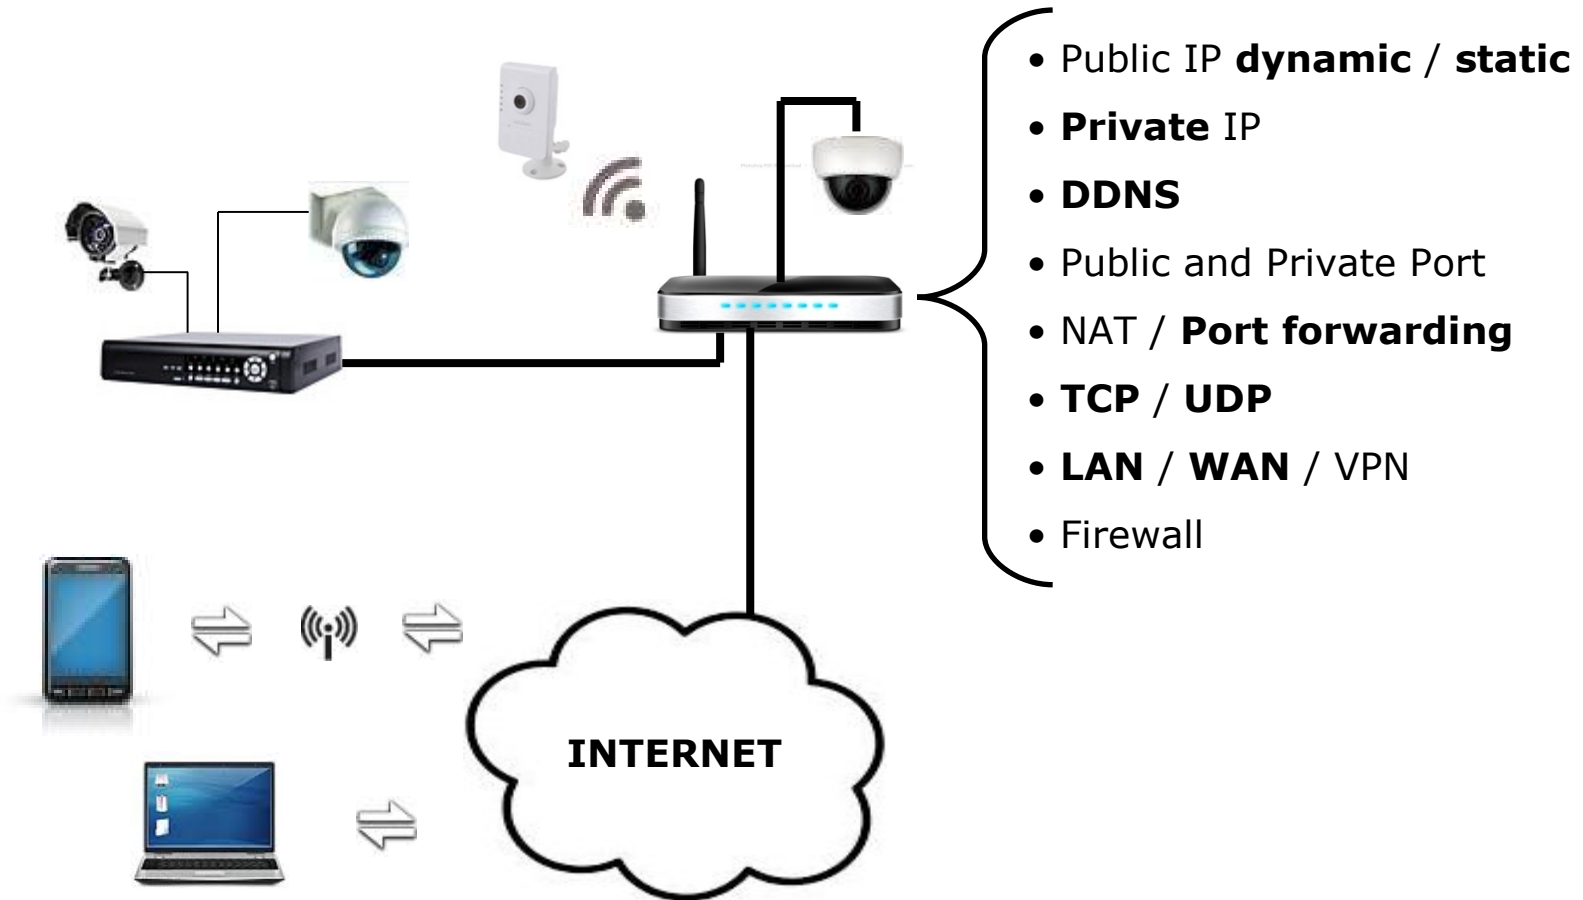 • Public IP dynamic / static
• Private IP
• DDNS
• Public and Private Port
• NAT / Port forwarding
• TCP / UDP
• LAN / WAN / VPN
• Firewall
INTERNET